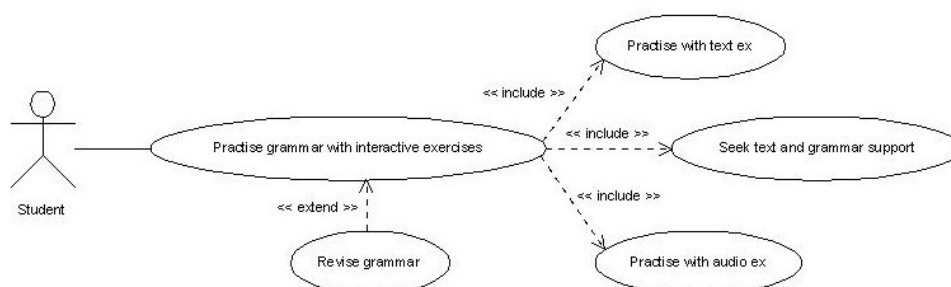 Practise with text ex
<< include >>
Practise grammar with interactive exercises
<< include >>
Seek text and grammar support
<< include >>
<< extend >>
Student
Revise grammar
Practise with audio ex